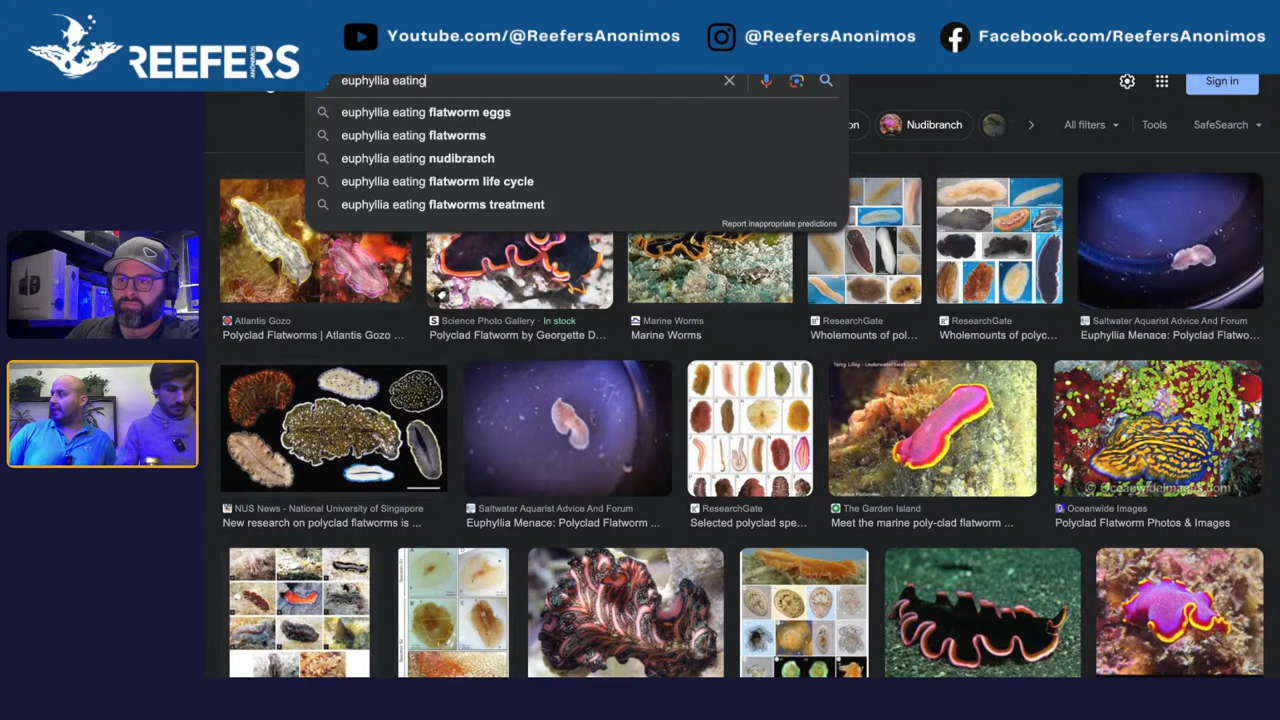 REEFERS
ANONIMOS
Youtube.com/@ReefersAnonimos
@ReefersAnonimos
Facebook.com/ReefersAnonimos
euphyllia eating
Sign in
euphyllia eating flatworm eggs
euphyllia eating flatworms
euphyllia eating nudibranch
euphyllia eating flatworm life cycle
euphyllia eating flatworms treatment
Report inappropriate predictions
on
Nudibranch
All filters
Tools
SafeSearch
Atlantis Gozo
Polyclad Flatworms | Atlantis Gozo ...
Science Photo Gallery · In stock
Polyclad Flatworm by Georgette D...
Marine Worms
Marine Worms
ResearchGate
Wholemounts of pol...
ResearchGate
Wholemounts of polyc...
Saltwater Aquarist Advice And Forum
Euphyllia Menace: Polyclad Flatwo...
NUS News - National University of Singapore
New research on polyclad flatworms is ...
Saltwater Aquarist Advice And Forum
Euphyllia Menace: Polyclad Flatworm ...
ResearchGate
Selected polyclad spe...
The Garden Island
Meet the marine poly-clad flatworm ...
© OceanwideImages.com
Oceanwide Images
Polyclad Flatworm Photos & Images